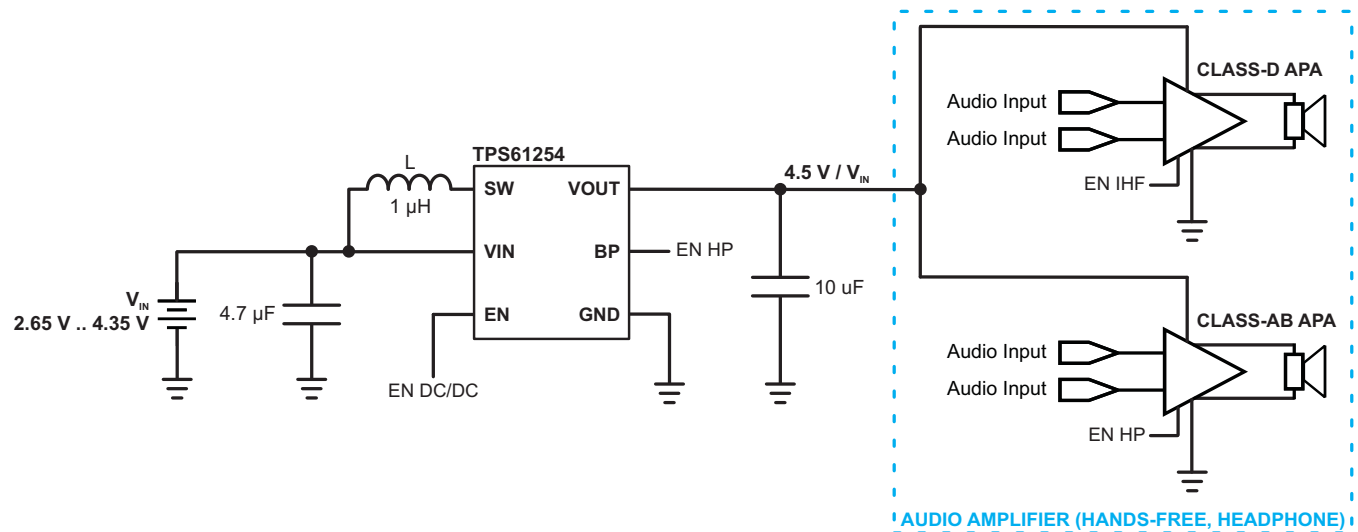 TPS61254
L
1 µH
SW
VOUT
VIN
BP
EN
GND
EN HP
EN DC/DC
V_IN
2.65 V .. 4.35 V
4.7 µF
4.5 V / V_IN
10 uF
CLASS-D APA
Audio Input
Audio Input
EN IHF
CLASS-AB APA
Audio Input
Audio Input
EN HP
AUDIO AMPLIFIER (HANDS-FREE, HEADPHONE)